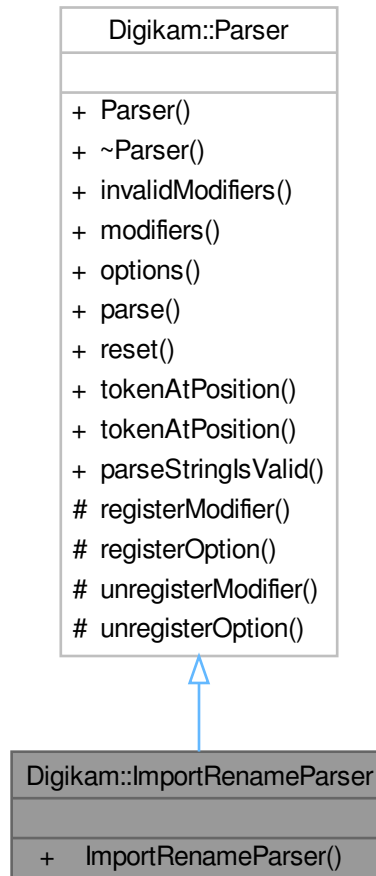 Digikam::Parser
+ Parser()
+ ~Parser()
+ invalidModifiers()
+ modifiers()
+ options()
+ parse()
+ reset()
+ tokenAtPosition()
+ tokenAtPosition()
+ parseStringIsValid()
# registerModifier()
# registerOption()
# unregisterModifier()
# unregisterOption()
Digikam::ImportRenameParser
+ ImportRenameParser()